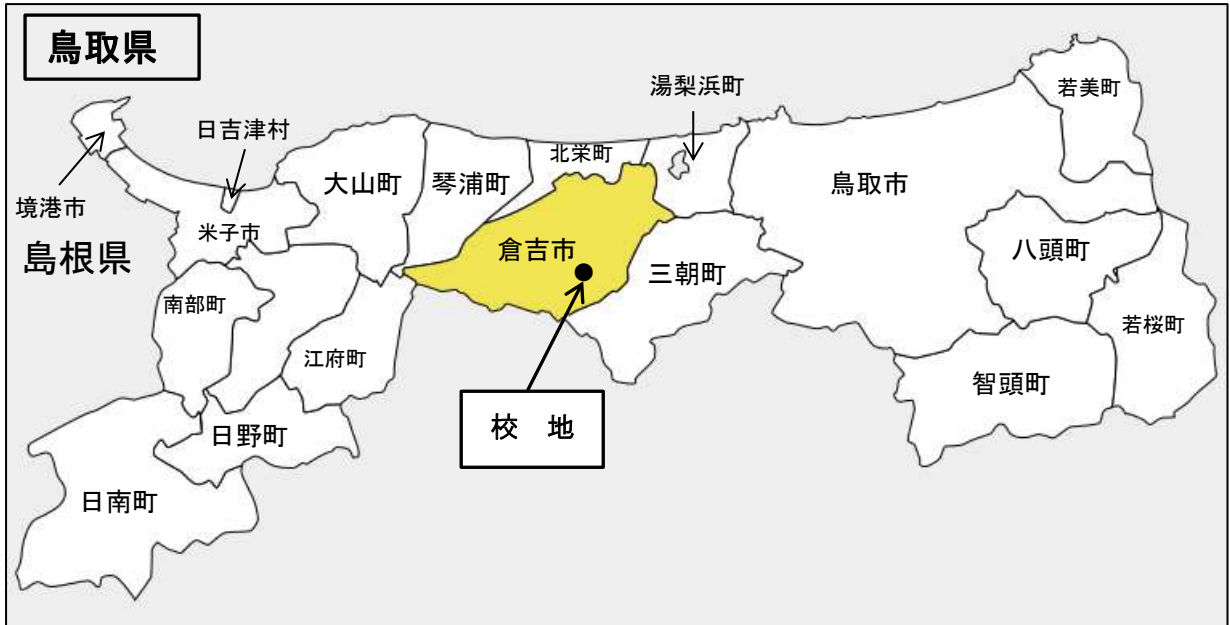 鳥取県
湯梨浜町
若美町
日吉津村
北栄町
大山町
琴浦町
鳥取市
境港市
米子市
島根県
倉吉市
八頭町
三朝町
南部町
若桜町
江府町
智頭町
校 地
日野町
日南町